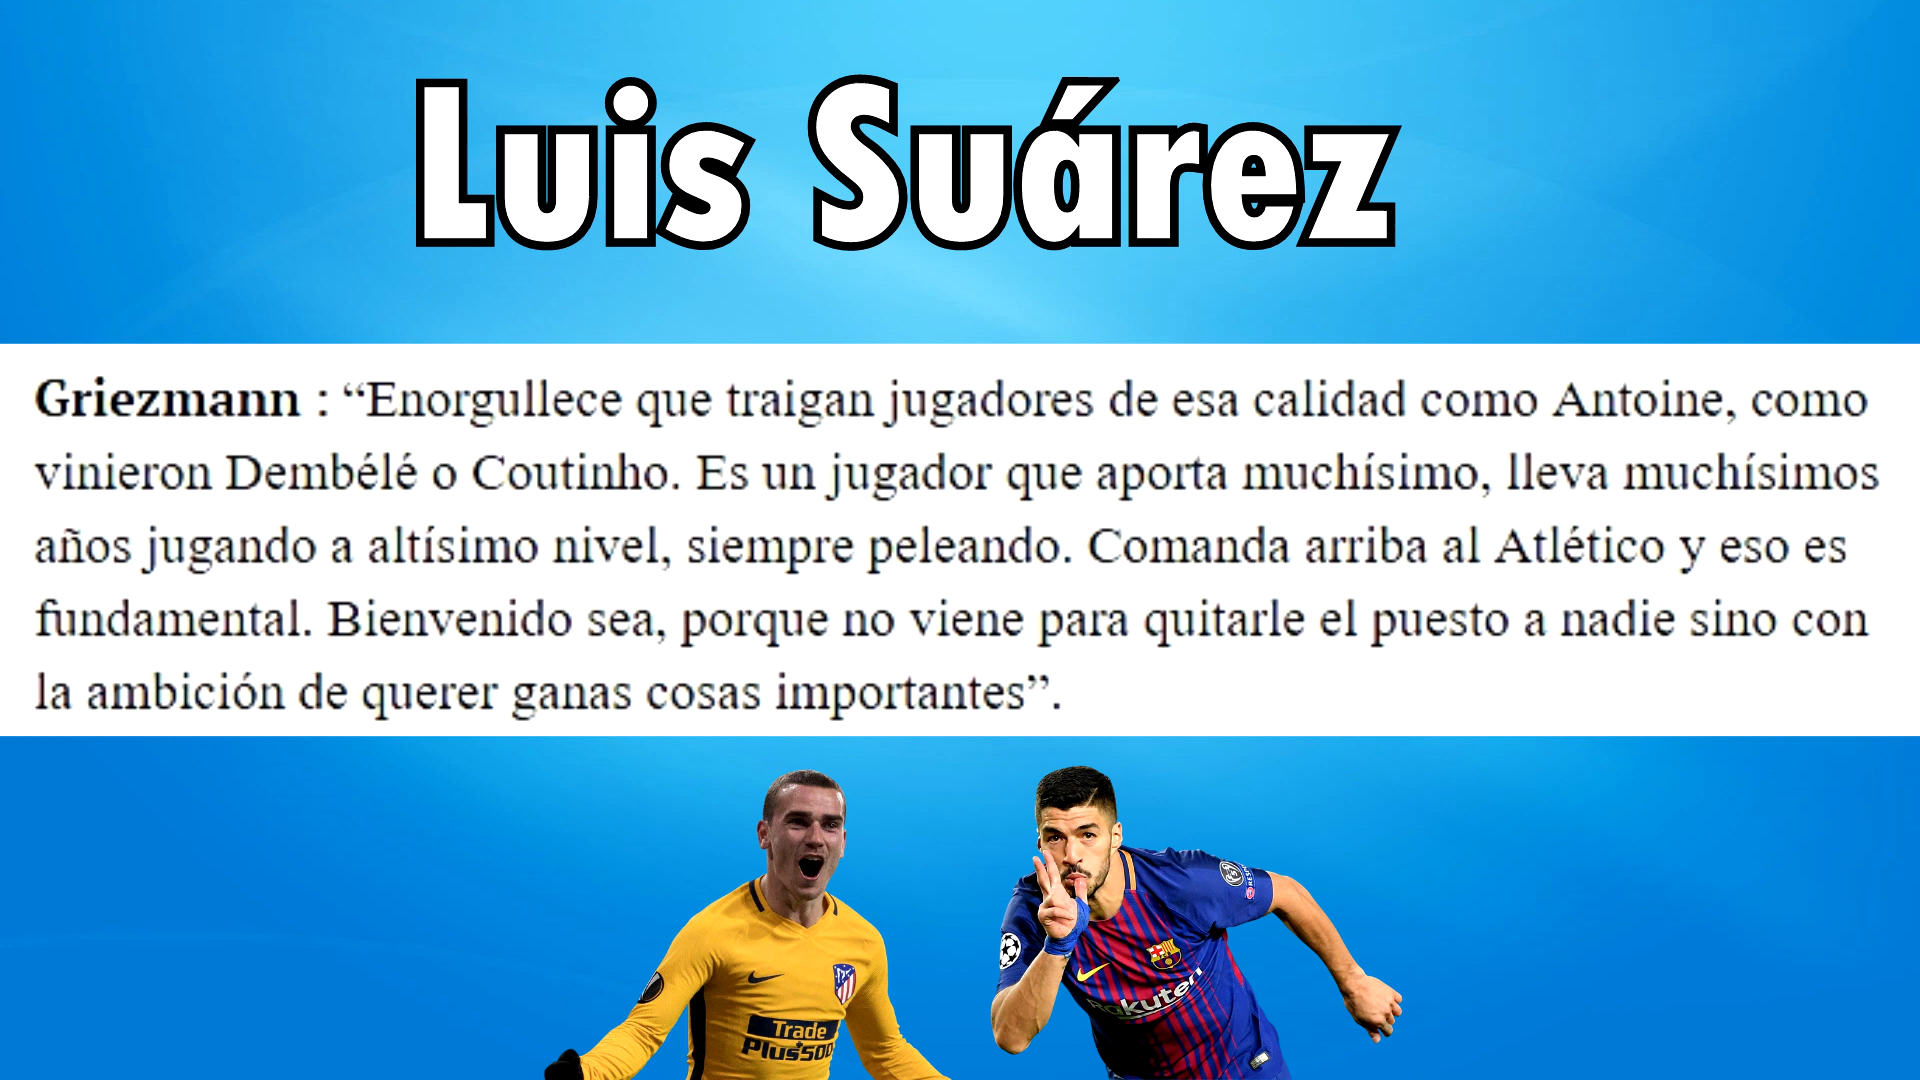 Luis Suárez
Griezmann : “Enorgullece que traigan jugadores de esa calidad como Antoine, como
vinieron Dembélé o Coutinho. Es un jugador que aporta muchísimo, lleva muchísimos
años jugando a altísimo nivel, siempre peleando. Comanda arriba al Atlético y eso es
fundamental. Bienvenido sea, porque no viene para quitarle el puesto a nadie sino con
la ambición de querer ganas cosas importantes”.
Rakuten
Trade
Plus500